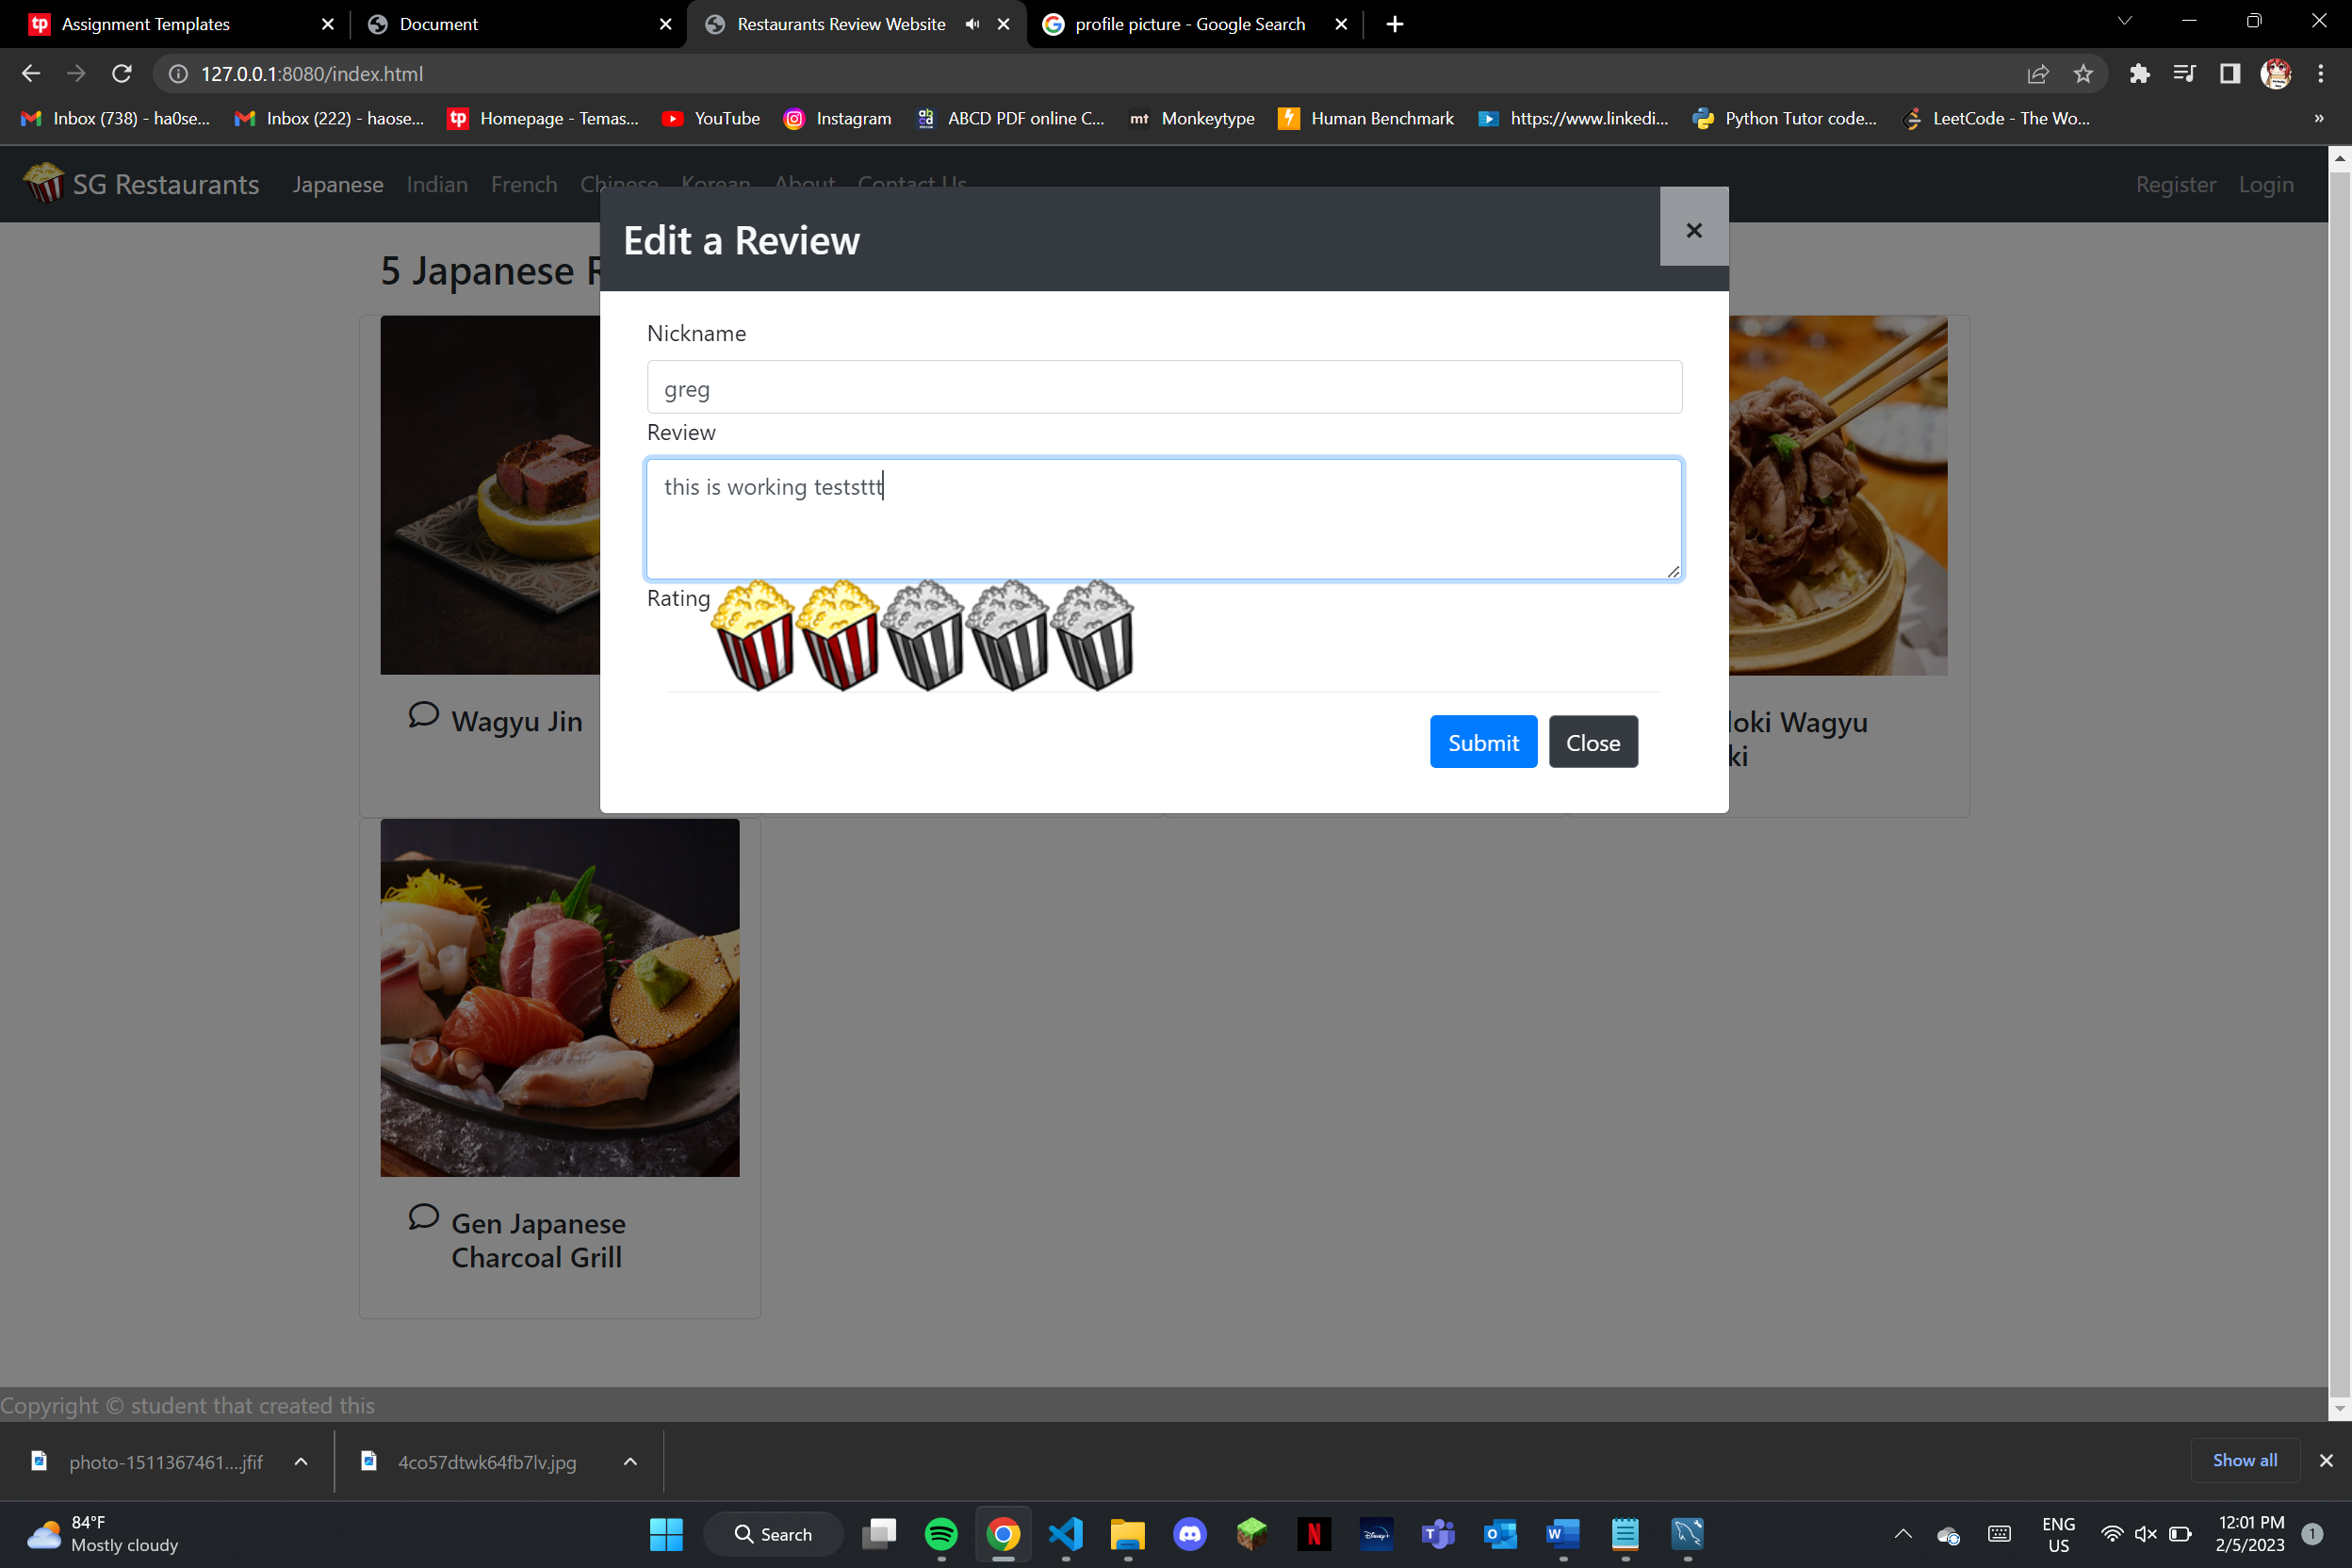 tp Assignment Templates
Document
Restaurants Review Website
profile picture - Google Search
127.0.0.1:8080/index.html
Inbox (738) - ha0se...
Inbox (222) - haose...
tp Homepage - Temas...
YouTube
Instagram
ABCD PDF online C...
mt Monkeytype
Human Benchmark
https://www.linkedi...
Python Tutor code...
LeetCode - The Wo...
»
SG Restaurants Japanese Indian French Chinese Korean About Contact Us Register Login
Edit a Review
×
5 Japanese R
Nickname
greg
Review
this is working teststtt
Rating
Submit Close
Wagyu Jin
loki Wagyu
ki
Gen Japanese
Charcoal Grill
Copyright © student that created this
photo-1511367461....jfif
4co57dtwk64fb7lv.jpg
Show all
84°F
Mostly cloudy
Search
ENG
US
12:01 PM
2/5/2023
1